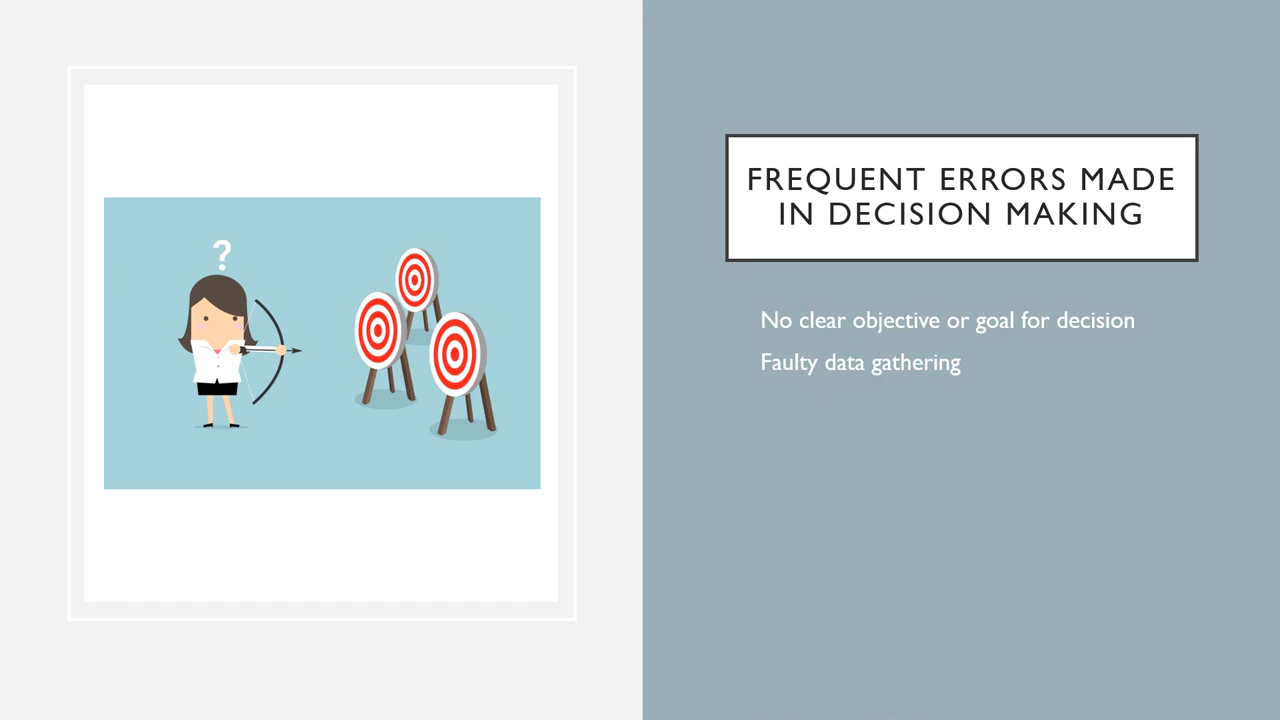 ?
FREQUENT ERRORS MADE
IN DECISION MAKING
No clear objective or goal for decision
Faulty data gathering